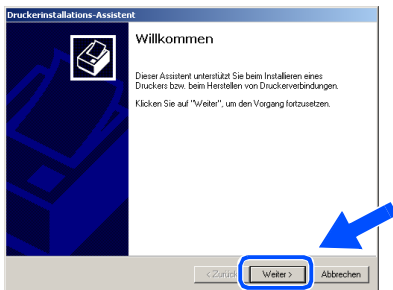 Druckerinstallations-Assistent
Willkommen
Dieser Assistent unterstützt Sie beim Installieren eines
Druckers bzw. beim Herstellen von Druckerverbindungen.
Klicken Sie auf "Weiter", um den Vorgang fortzusetzen.
< Zurück Weiter > Abbrechen